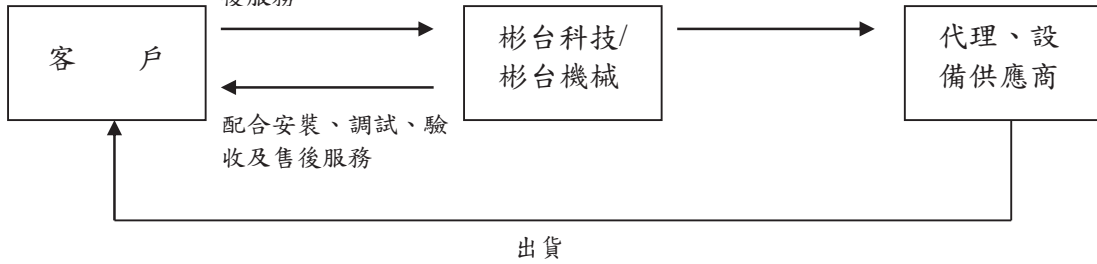 後服務
客 戶
彬台科技/
彬台機械
代理、設
備供應商
配合安裝、調試、驗
收及售後服務
出貨